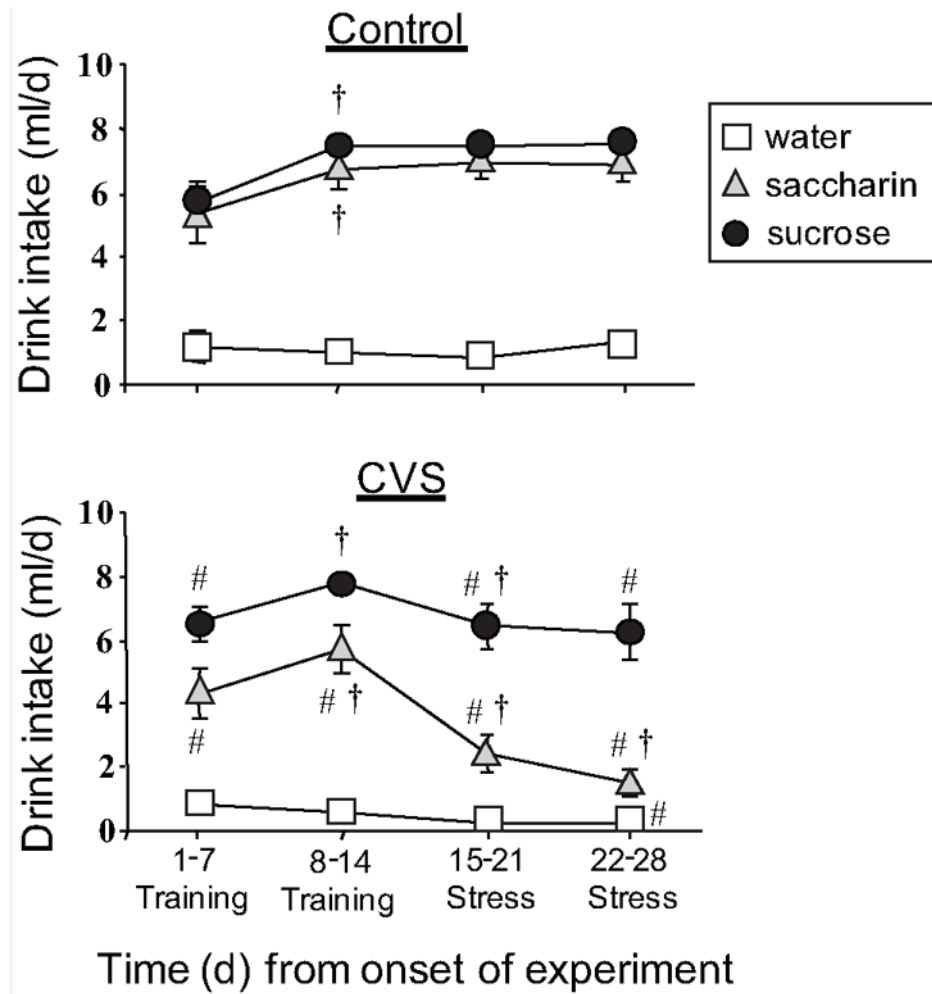 Control
10
8
6
4
2
0
Drink intake (ml/d)
†
†
water
saccharin
sucrose
CVS
10
8
6
4
2
0
Drink intake (ml/d)
#
†
# †
#
#
# †
# †
# †
#
1-7
Training
8-14
Training
15-21
Stress
22-28
Stress
Time (d) from onset of experiment